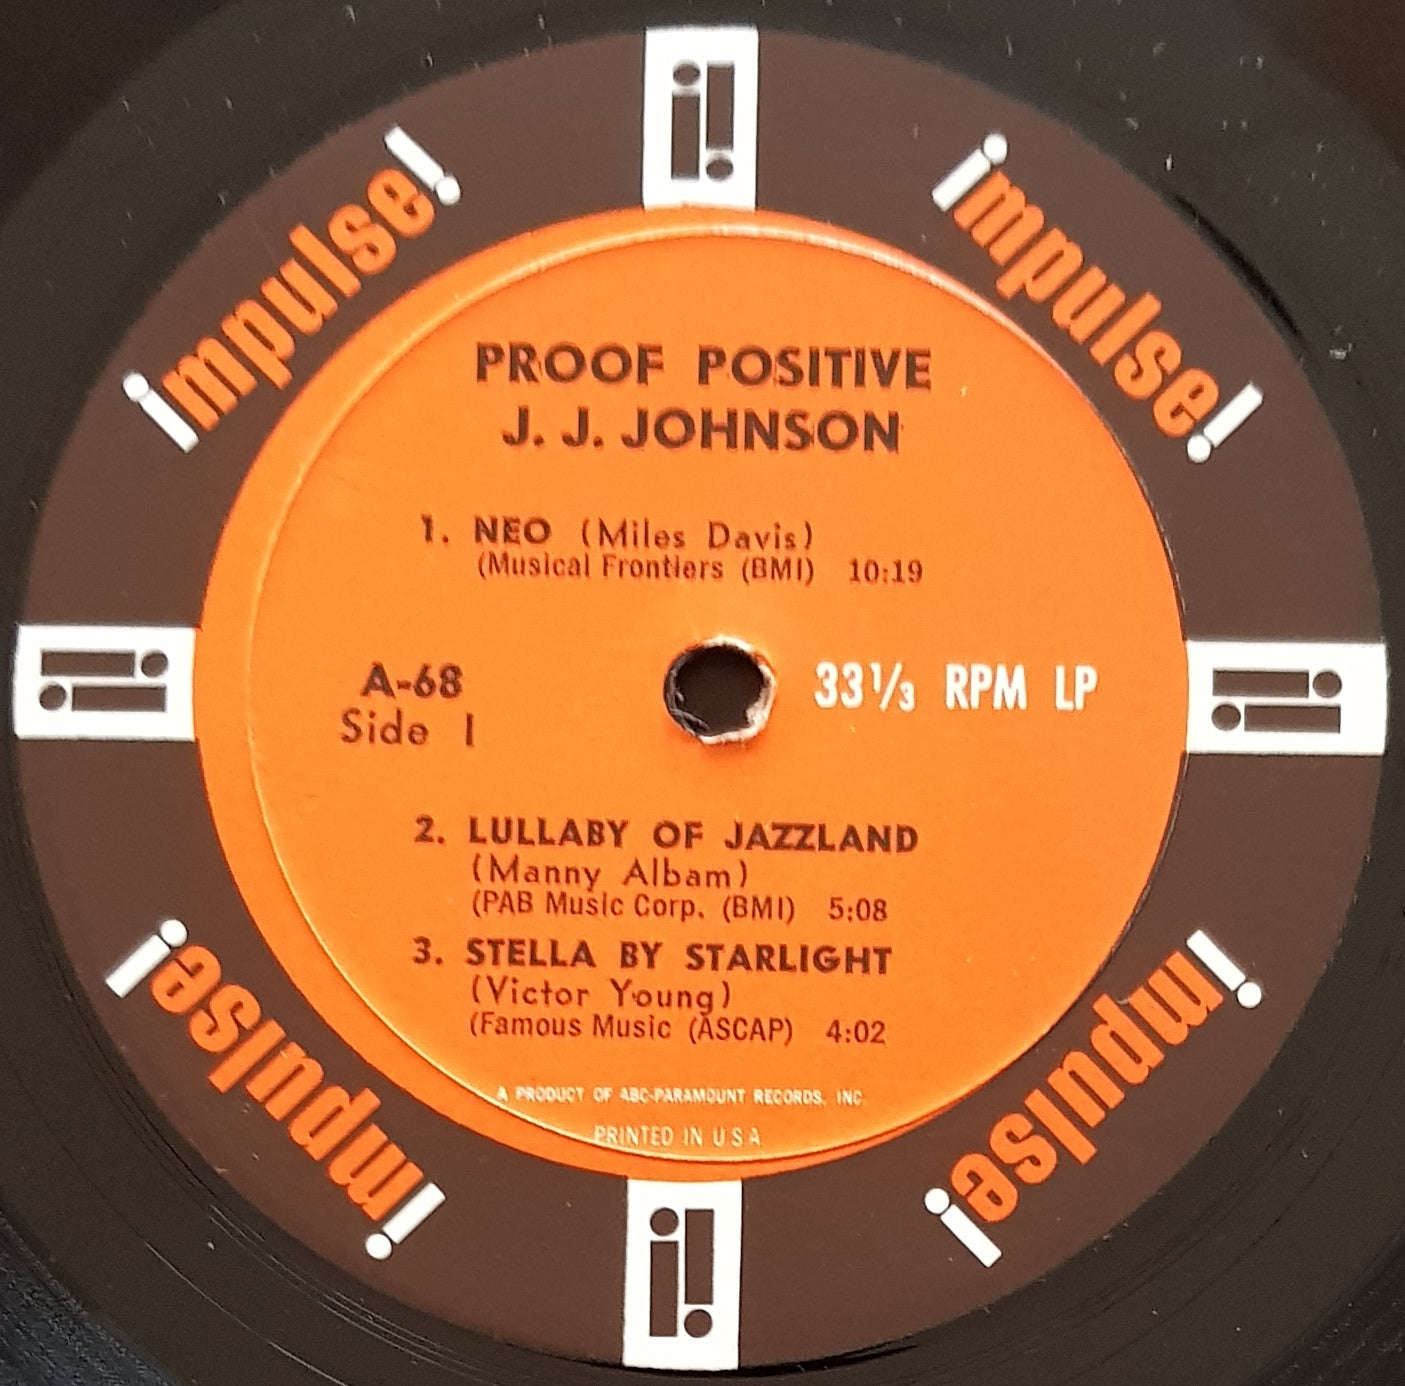 impulse!
impulse!
PROOF POSITIVE
J. J. JOHNSON
1. NEO (Miles Davis)
(Musical Frontiers (BMI) 10:19
A-68
Side 1
33 1/3 RPM LP
2. LULLABY OF JAZZLAND
(Manny Albam)
(PAB Music Corp. (BMI) 5:08
3. STELLA BY STARLIGHT
(Victor Young)
(Famous Music (ASCAP) 4:02
A PRODUCT OF ABC-PARAMOUNT RECORDS, INC.
PRINTED IN U S A
impulse!
impulse!
i!
i!
i!
i!